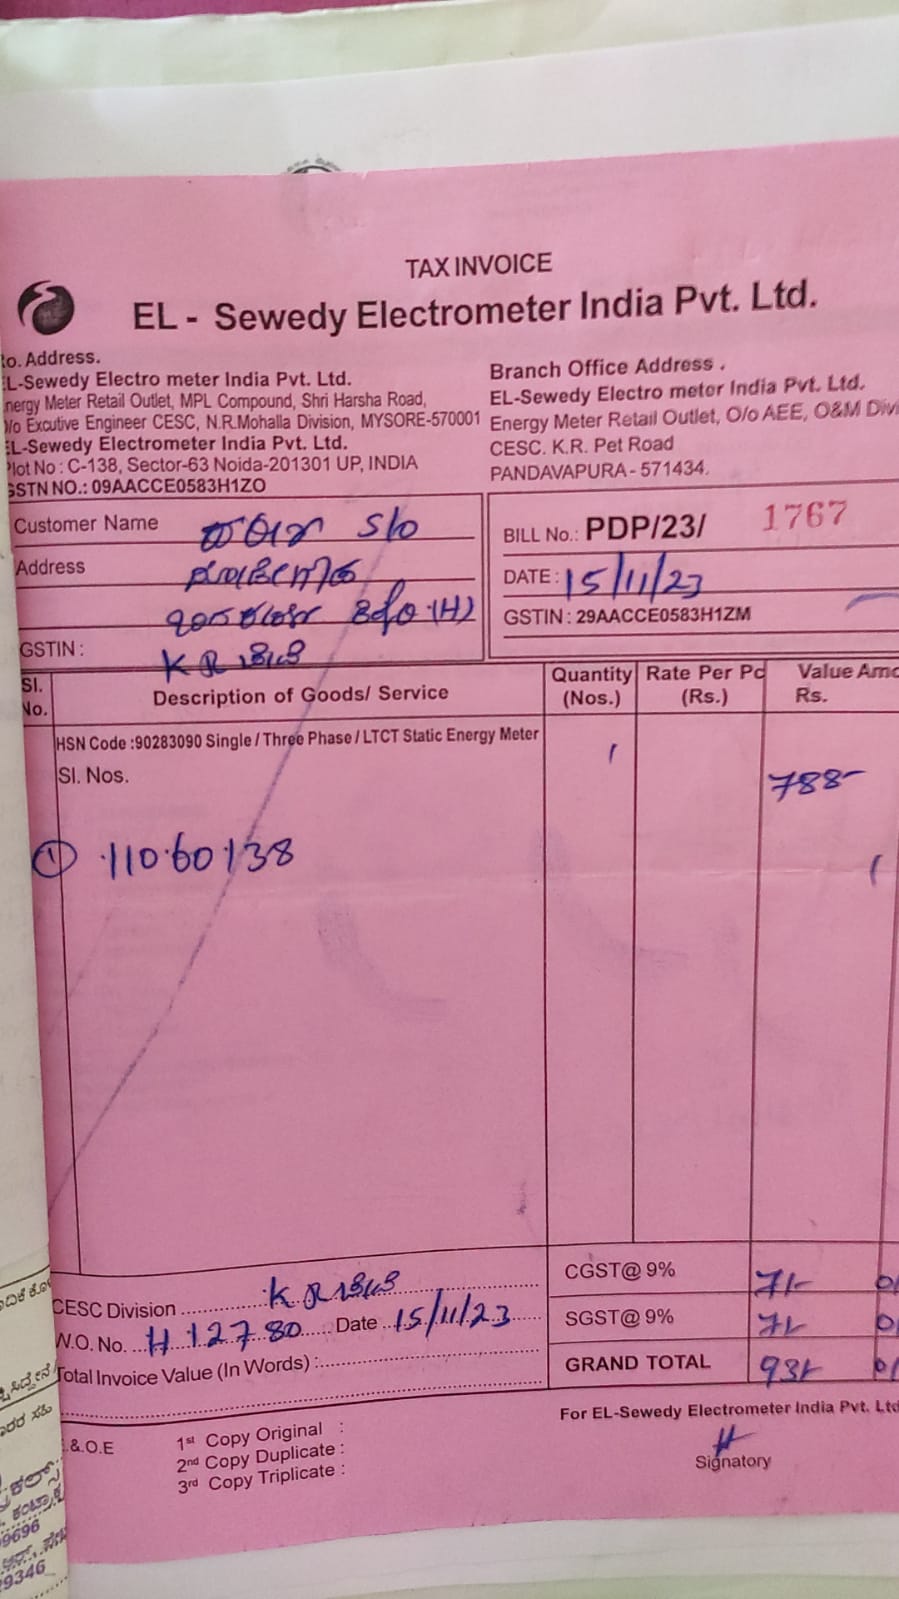 TAX INVOICE
EL - Sewedy Electrometer India Pvt. Ltd.
o. Address.
L-Sewedy Electro meter India Pvt. Ltd.
nergy Meter Retail Outlet, MPL Compound, Shri Harsha Road,
/o Excutive Engineer CESC, N.R.Mohalla Division, MYSORE-570001
EL-Sewedy Electrometer India Pvt. Ltd.
lot No : C-138, Sector-63 Noida-201301 UP, INDIA
GSTN NO.: 09AACCE0583H1ZO
Branch Office Address .
EL-Sewedy Electro meter India Pvt. Ltd.
Energy Meter Retail Outlet, O/o AEE, O&M Divi
CESC. K.R. Pet Road
PANDAVAPURA - 571434.
Customer Name S/o
Address
(H)
GSTIN :
K R ಪೇಟೆ
BILL No.: PDP/23/ 1767
DATE : 15/11/23
GSTIN : 29AACCE0583H1ZM
Sl. No. Description of Goods/ Service Quantity (Nos.) Rate Per Pc (Rs.) Value Amo Rs.
HSN Code :90283090 Single / Three Phase / LTCT Static Energy Meter 1
Sl. Nos. 788-
① 11060138
CESC Division K R ಪೇಟೆ
W.O. No. H 12780 Date 15/11/23
Total Invoice Value (In Words) :
CGST@ 9% 71-
SGST@ 9% 71-
GRAND TOTAL 931-
For EL-Sewedy Electrometer India Pvt. Ltd
Signatory
.&.O.E
1st Copy Original :
2nd Copy Duplicate :
3rd Copy Triplicate :
9696
9346